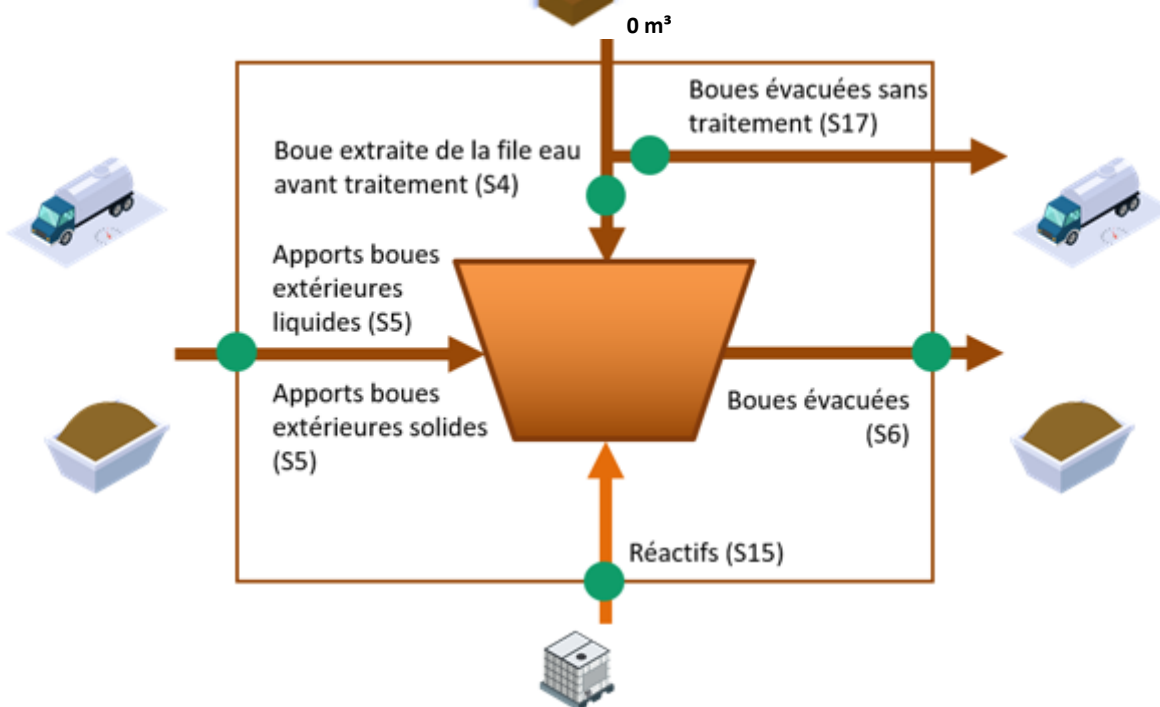 0 m³
Boues évacuées sans
traitement (S17)
Boue extraite de la file eau
avant traitement (S4)
Apports boues
extérieures
liquides (S5)
Apports boues
extérieures solides
(S5)
Boues évacuées
(S6)
Réactifs (S15)